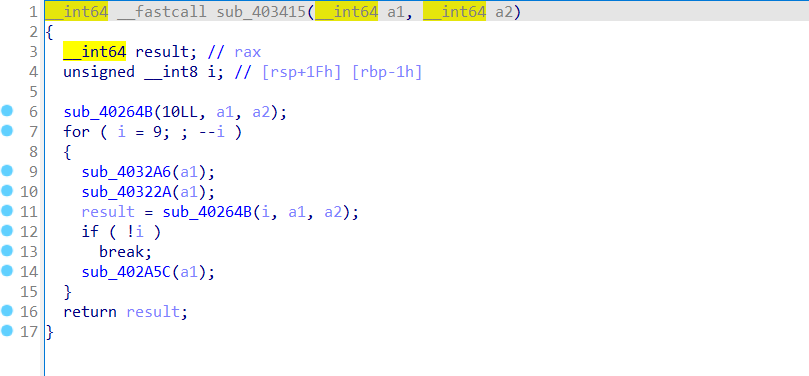 1 __int64 __fastcall sub_403415(__int64 a1, __int64 a2)
2 {
3   __int64 result; // rax
4   unsigned __int8 i; // [rsp+1Fh] [rbp-1h]
5
6   sub_40264B(10LL, a1, a2);
7   for ( i = 9; ; --i )
8   {
9     sub_4032A6(a1);
10     sub_40322A(a1);
11     result = sub_40264B(i, a1, a2);
12     if ( !i )
13       break;
14     sub_402A5C(a1);
15   }
16   return result;
17 }